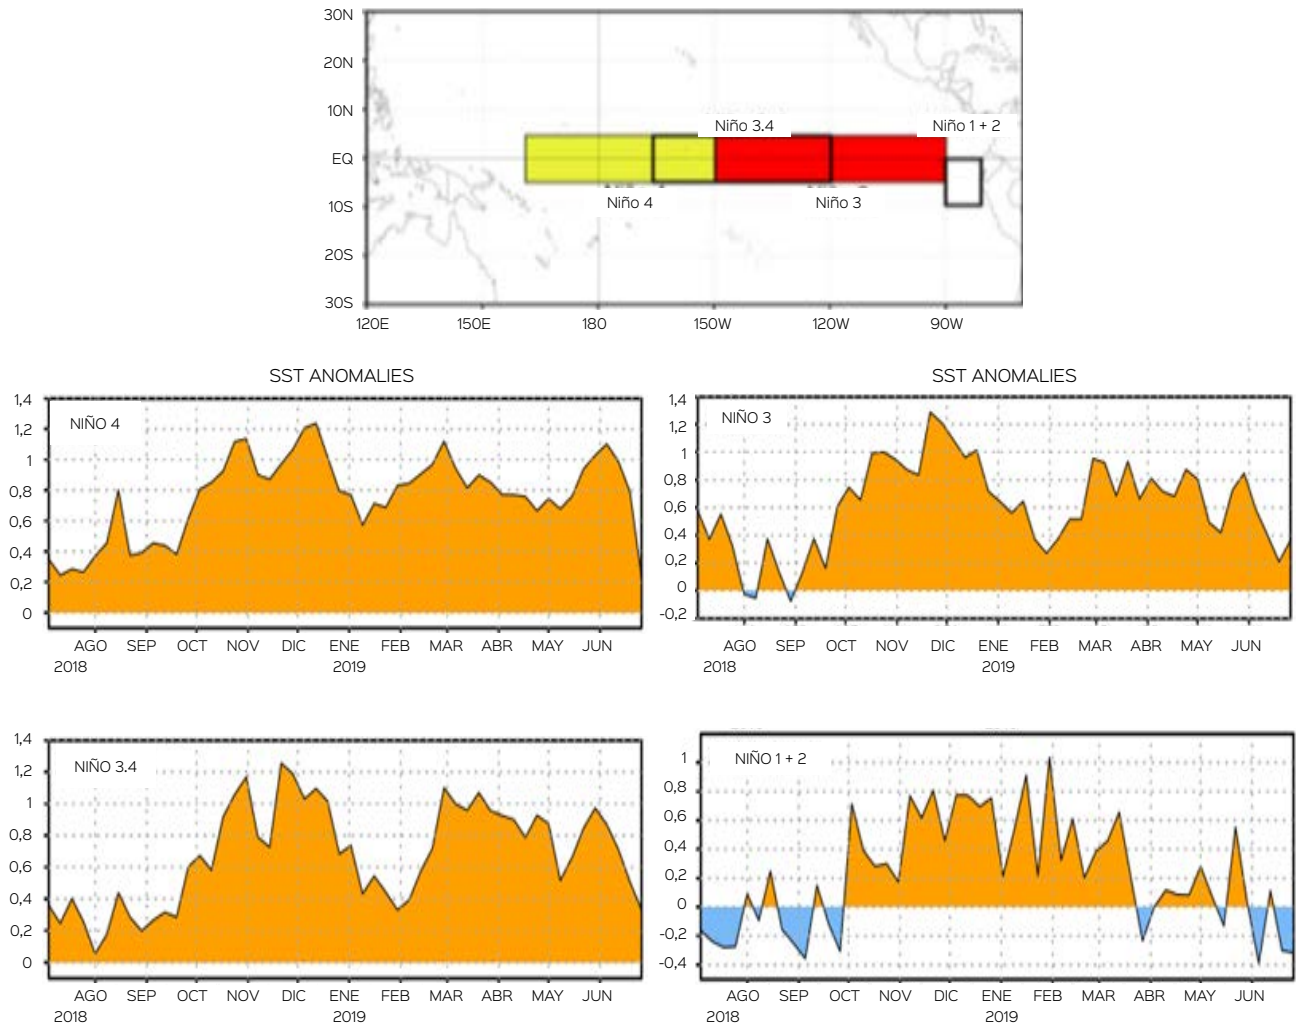 30N
20N
10N
EQ
10S
20S
30S
Niño 3.4
Niño 1 + 2
Niño 4
Niño 3
120E 150E 180 150W 120W 90W
SST ANOMALIES
NIÑO 4
1,4
1,2
1
0,8
0,6
0,4
0,2
0
AGO SEP OCT NOV DIC ENE FEB MAR ABR MAY JUN
2018 2019
SST ANOMALIES
NIÑO 3
1,4
1,2
1
0,8
0,6
0,4
0,2
0
-0,2
AGO SEP OCT NOV DIC ENE FEB MAR ABR MAY JUN
2018 2019
NIÑO 3.4
1,4
1,2
1
0,8
0,6
0,4
0,2
0
AGO SEP OCT NOV DIC ENE FEB MAR ABR MAY JUN
2018 2019
NIÑO 1 + 2
1
0,8
0,6
0,4
0,2
0
-0,2
-0,4
AGO SEP OCT NOV DIC ENE FEB MAR ABR MAY JUN
2018 2019